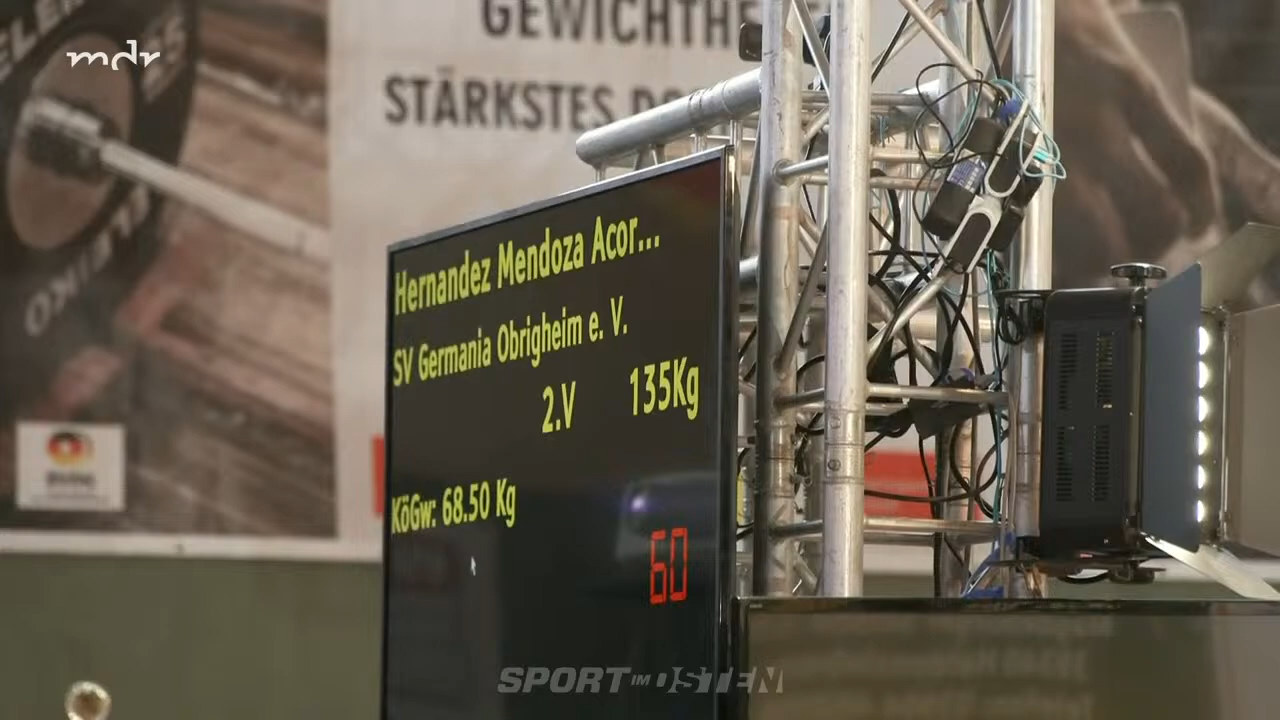 mdr
GEWICHTHE
STÄRKSTES
ELEIKO
Hernandez Mendoza Acor...
SV Germania Obrigheim e. V.
2.V 135Kg
KöGw: 68.50 Kg
60
SPORT IM OSTEN